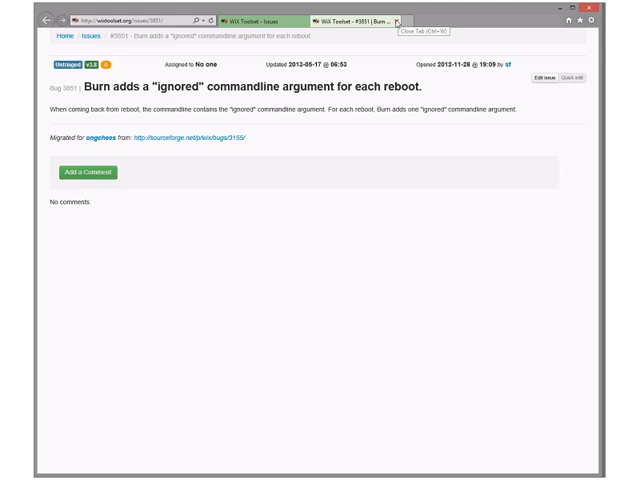 http://wixtoolset.org/issues/3851/
WiX Toolset - Issues
WiX Toolset - #3851 | Burn ...
Close Tab (Ctrl+W)
Home / Issues / #3851 - Burn adds a "ignored" commandline argument for each reboot.
Untriaged v3.8 0
Assigned to No one
Updated 2013-05-17 @ 06:53
Opened 2012-11-28 @ 19:09 by sf
Edit issue Quick edit
Bug 3851 | Burn adds a "ignored" commandline argument for each reboot.
When coming back from reboot, the commandline contains the "ignored" commandline argument. For each reboot, Burn adds one "ignored" commandline argument.
Migrated for ongchees from: http://sourceforge.net/p/wix/bugs/3155/
Add a Comment
No comments.